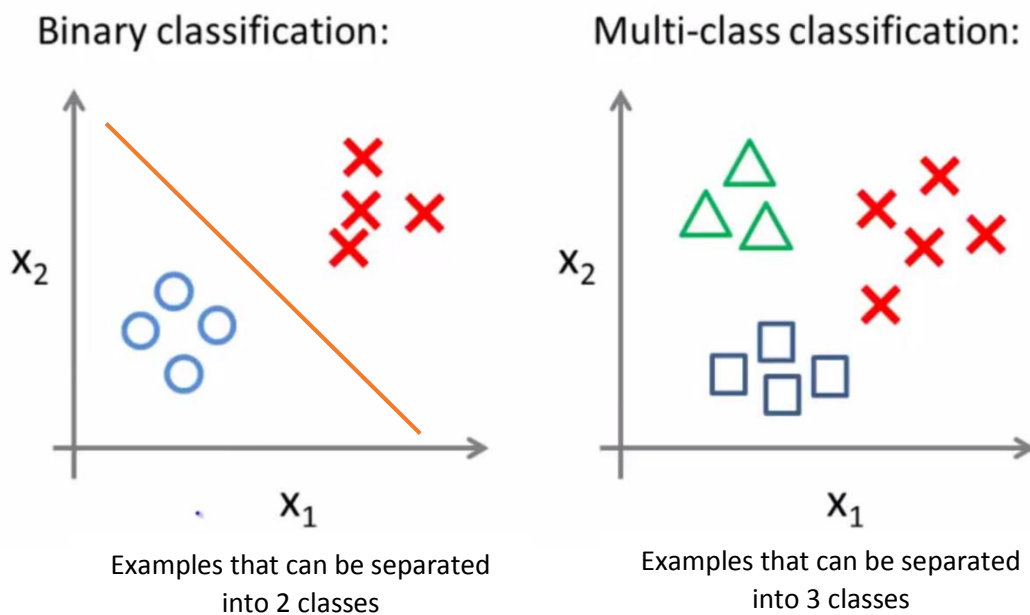 Binary classification:
x₂
x₁
Examples that can be separated
into 2 classes
Multi-class classification:
x₂
x₁
Examples that can be separated
into 3 classes